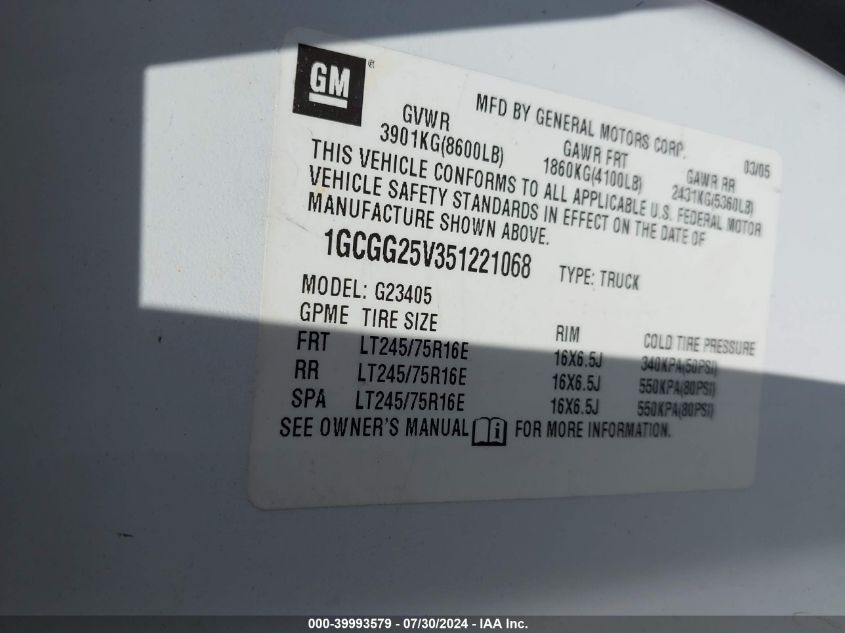 GM
MFD BY GENERAL MOTORS CORP. 03/05
GVWR GAWR FRT GAWR RR
3901KG(8600LB) 1860KG(4100LB) 2431KG(5360LB)
THIS VEHICLE CONFORMS TO ALL APPLICABLE U.S. FEDERAL MOTOR
VEHICLE SAFETY STANDARDS IN EFFECT ON THE DATE OF
MANUFACTURE SHOWN ABOVE.
1GCGG25V351221068 TYPE: TRUCK
MODEL: G23405
GPME TIRE SIZE RIM COLD TIRE PRESSURE
FRT LT245/75R16E 16X6.5J 340KPA(50PSI)
RR LT245/75R16E 16X6.5J 550KPA(80PSI)
SPA LT245/75R16E 16X6.5J 550KPA(80PSI)
SEE OWNER'S MANUAL i FOR MORE INFORMATION.
000-39993579 / 07/30/2024 - IAA Inc.